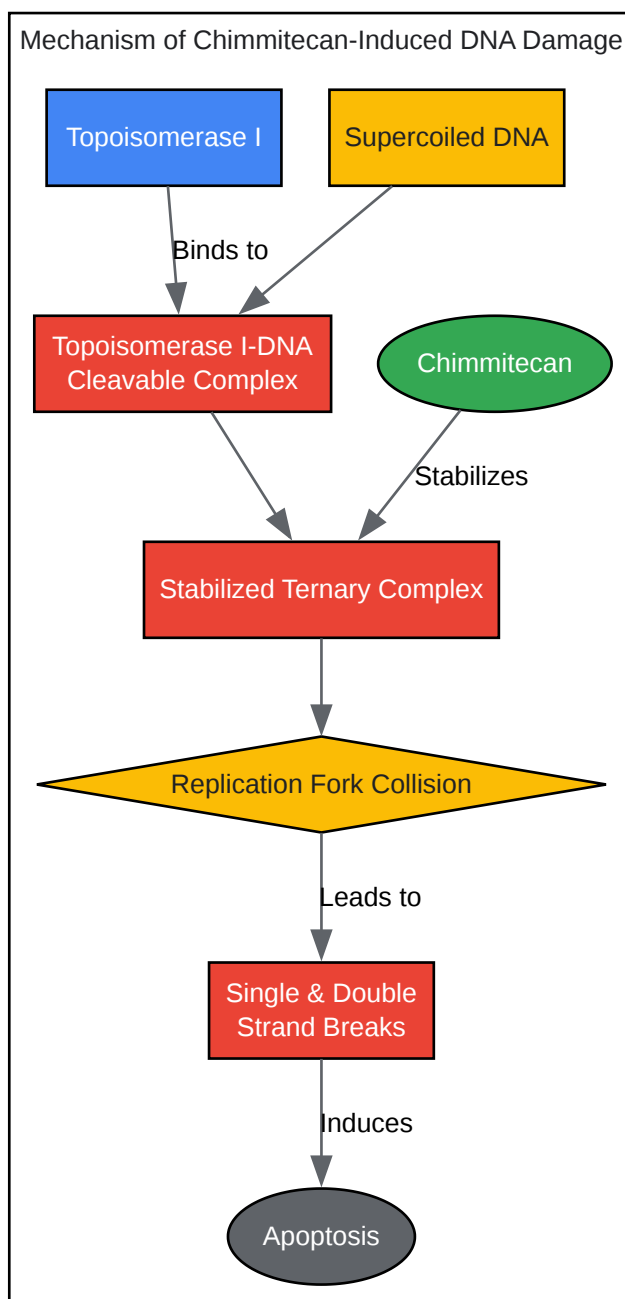 Mechanism of Chimmitecan-Induced DNA Damage
Topoisomerase I
Supercoiled DNA
Binds to
Topoisomerase I-DNA
Cleavable Complex
Chimmitecan
Stabilizes
Stabilized Ternary Complex
Replication Fork Collision
Leads to
Single & Double
Strand Breaks
Induces
Apoptosis